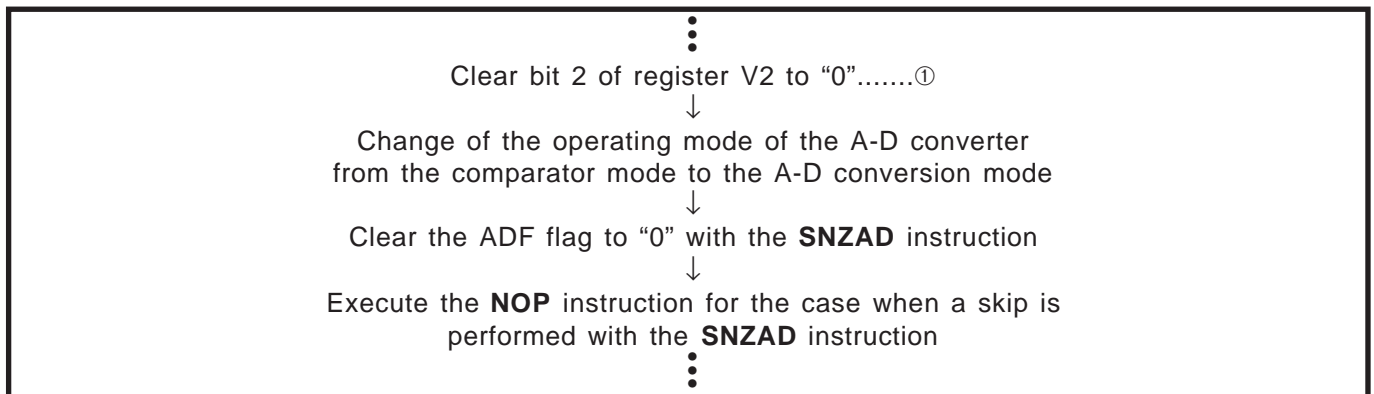 Clear bit 2 of register V2 to “0”.......①
↓
Change of the operating mode of the A-D converter
from the comparator mode to the A-D conversion mode
↓
Clear the ADF flag to “0” with the SNZAD instruction
↓
Execute the NOP instruction for the case when a skip is
performed with the SNZAD instruction